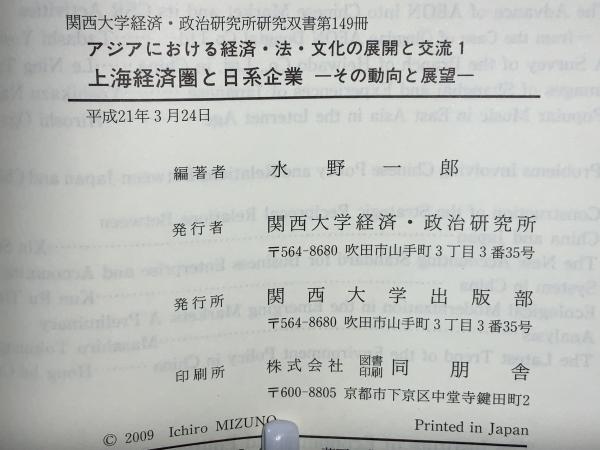 関西大学経済・政治研究所研究双書第149冊
アジアにおける経済・法・文化の展開と交流1
上海経済圏と日系企業 ―その動向と展望―
平成21年3月24日
編著者 水野一郎
発行者 関西大学経済・政治研究所
〒564-8680 吹田市山手町3丁目3番35号
発行所 関西大学出版部
〒564-8680 吹田市山手町3丁目3番35号
印刷所 株式会社 図書印刷 同朋舎
〒600-8805 京都市下京区中堂寺鍵田町2
© 2009 Ichiro MIZUNO Printed in Japan